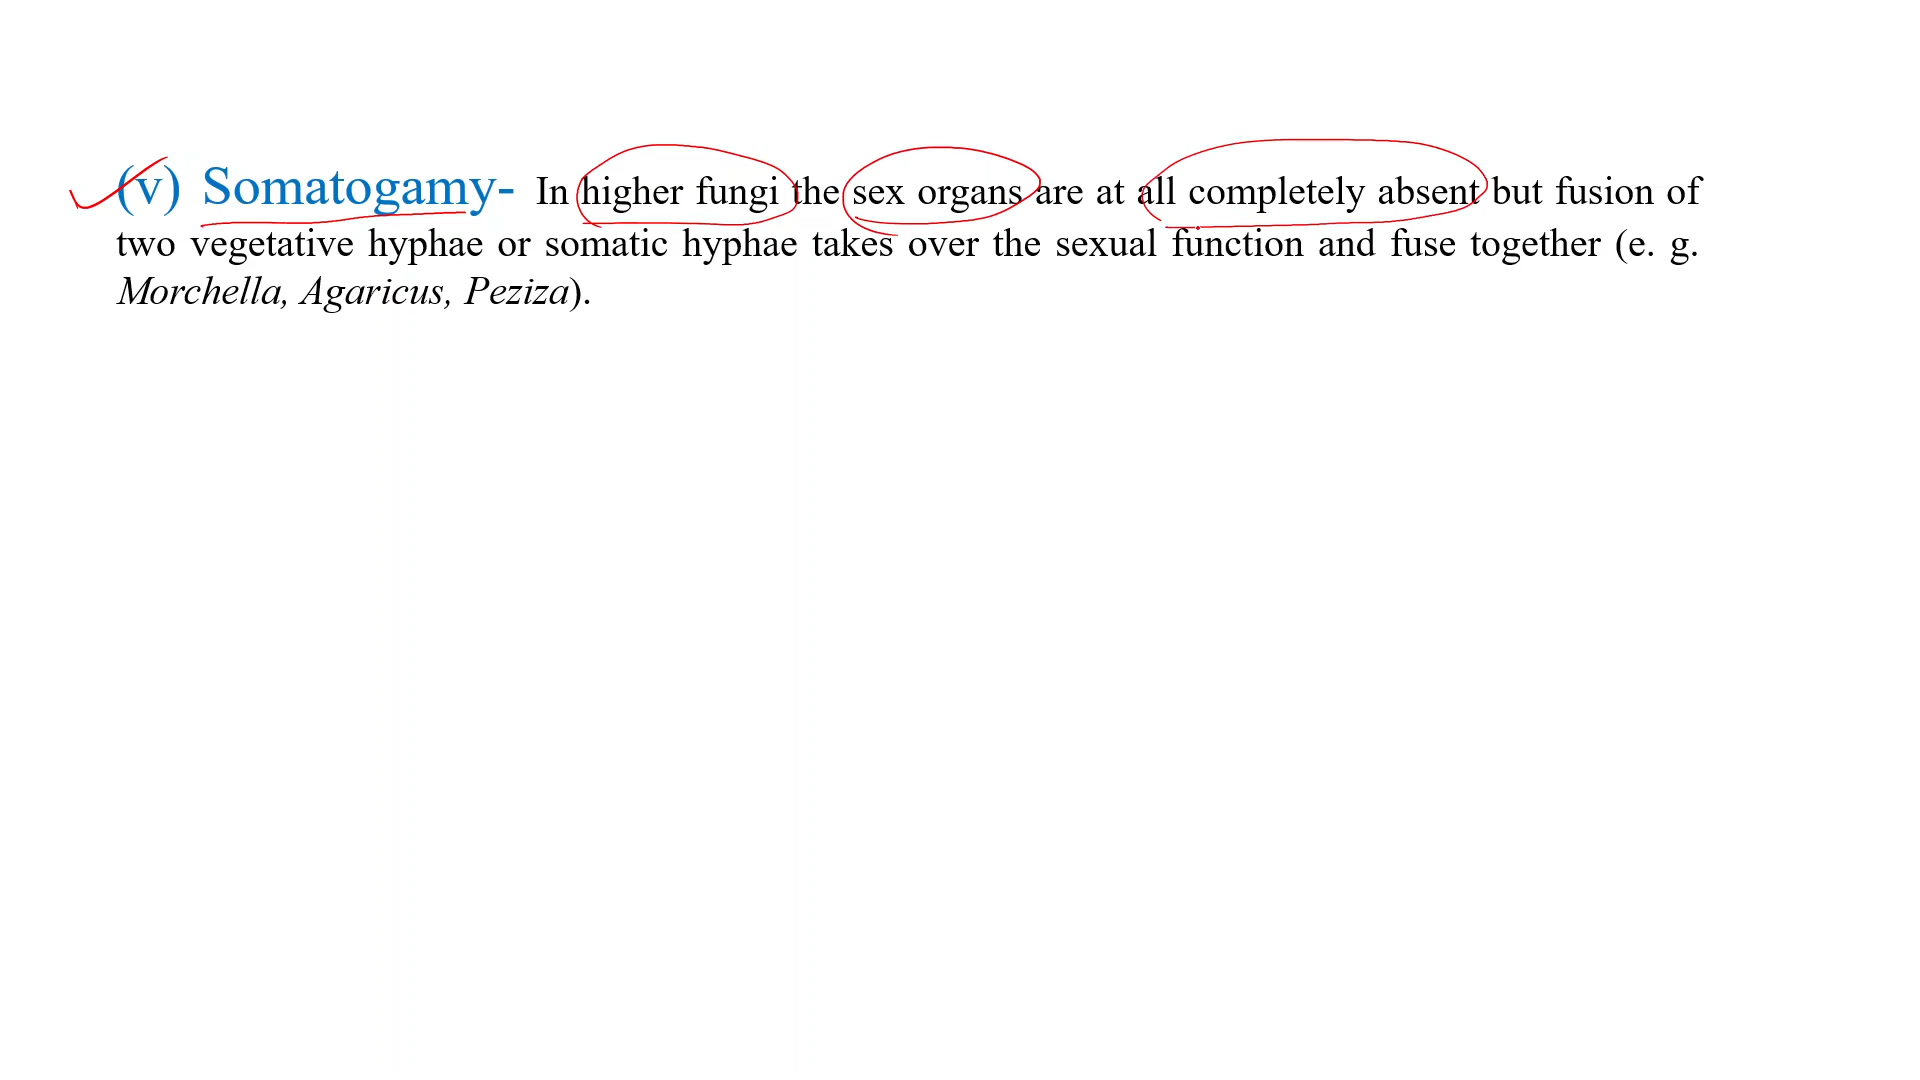 (v) Somatogamy- In higher fungi the sex organs are at all completely absent but fusion of
two vegetative hyphae or somatic hyphae takes over the sexual function and fuse together (e. g.
Morchella, Agaricus, Peziza).